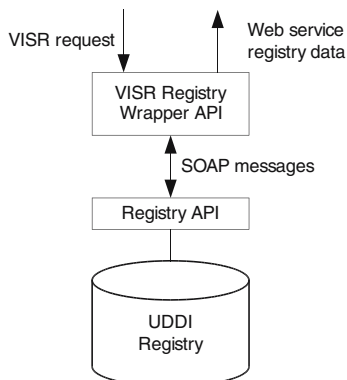 VISR request
Web service
registry data
VISR Registry
Wrapper API
SOAP messages
Registry API
UDDI
Registry